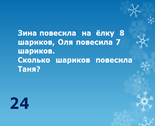 Зина повесила на ёлку 8
шариков, Оля повесила 7
шариков.
Сколько шариков повесила
Таня?
24